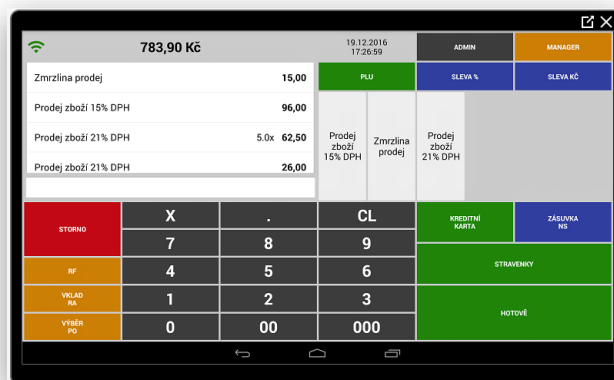 783,90 Kč
19.12.2016
17:26:59
ADMIN
MANAGER
Zmrzlina prodej 15,00
PLU
SLEVA %
SLEVA KČ
Prodej zboží 15% DPH 96,00
Prodej zboží 21% DPH 5.0x 62,50
Prodej zboží 21% DPH 26,00
Prodej
zboží
15% DPH
Zmrzlina
prodej
Prodej
zboží
21% DPH
STORNO
X
.
CL
KREDITNÍ
KARTA
ZÁSUVKA
NS
7
8
9
RF
4
5
6
STRAVENKY
VKLAD
RA
1
2
3
HOTOVĚ
VÝBĚR
PO
0
00
000